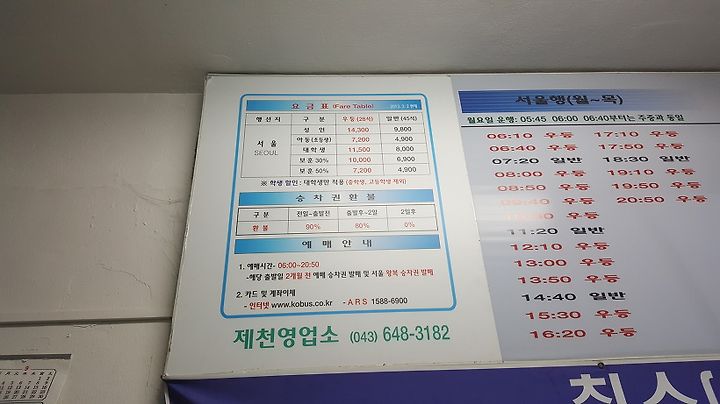 요 금 표 (Fare Table)
행선지 구 분 우등(28석) 일반(45석)
서 울 SEOUL
성 인 14,300 9,800
아 동(초등생) 7,200 4,900
대 학 생 11,500 8,000
보 훈 30% 10,000 6,900
보 훈 50% 7,200 4,900
※ 학생 할인 : 대학생만 적용 (중학생, 고등학생 제외)
승 차 권 환 불
구 분 전일~출발전 출발후~2일 2일후
환 불 90% 80% 0%
예 매 안 내
1. 예매시간- 06:00~20:50
-해당 출발일 2개월 전 예매 승차권 발매 및 서울 왕복 승차권 발매
2. 카드 및 계좌이체
- 인터넷 www.kobus.co.kr - A R S 1588-6900
제천영업소 (043) 648-3182
서울행(월~목)
월요일 운행: 05:45 06:00 06:40부터는 주중과 동일
06:10 우등 17:10 우등
06:40 우등 17:50 우등
07:20 일반 18:30 일반
08:00 우등 19:10 우등
08:50 우등 19:50 우등
09:40 우등 20:50 우등
우등
11:20 일반
12:10 우등
13:00 우등
13:50 우등
14:40 일반
15:30 우등
16:20 우등
9